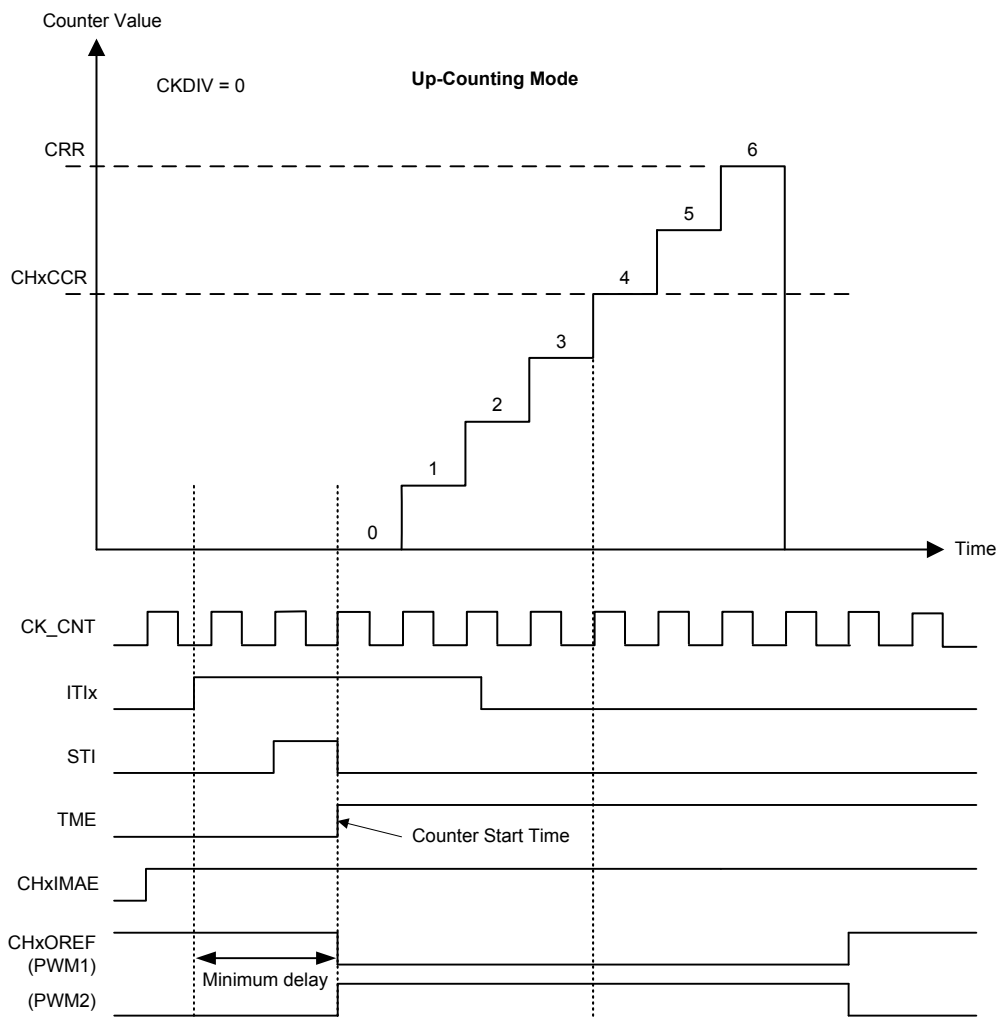 Counter Value
CKDIV = 0
Up-Counting Mode
CRR
6
5
CHxCCR
4
3
2
1
0
Time
CK_CNT
ITIx
STI
TME
Counter Start Time
CHxIMAE
CHxOREF
(PWM1)
Minimum delay
(PWM2)